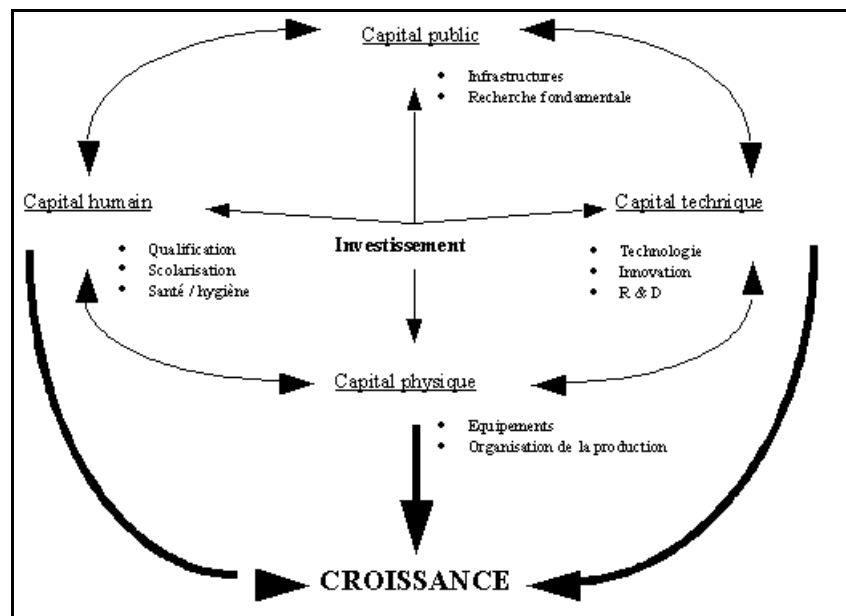 Capital public
• Infrastructures
• Recherche fondamentale
Capital humain
Capital technique
Investissement
• Qualification
• Scolarisation
• Santé / hygiène
• Technologie
• Innovation
• R & D
Capital physique
• Equipements
• Organisation de la production
CROISSANCE